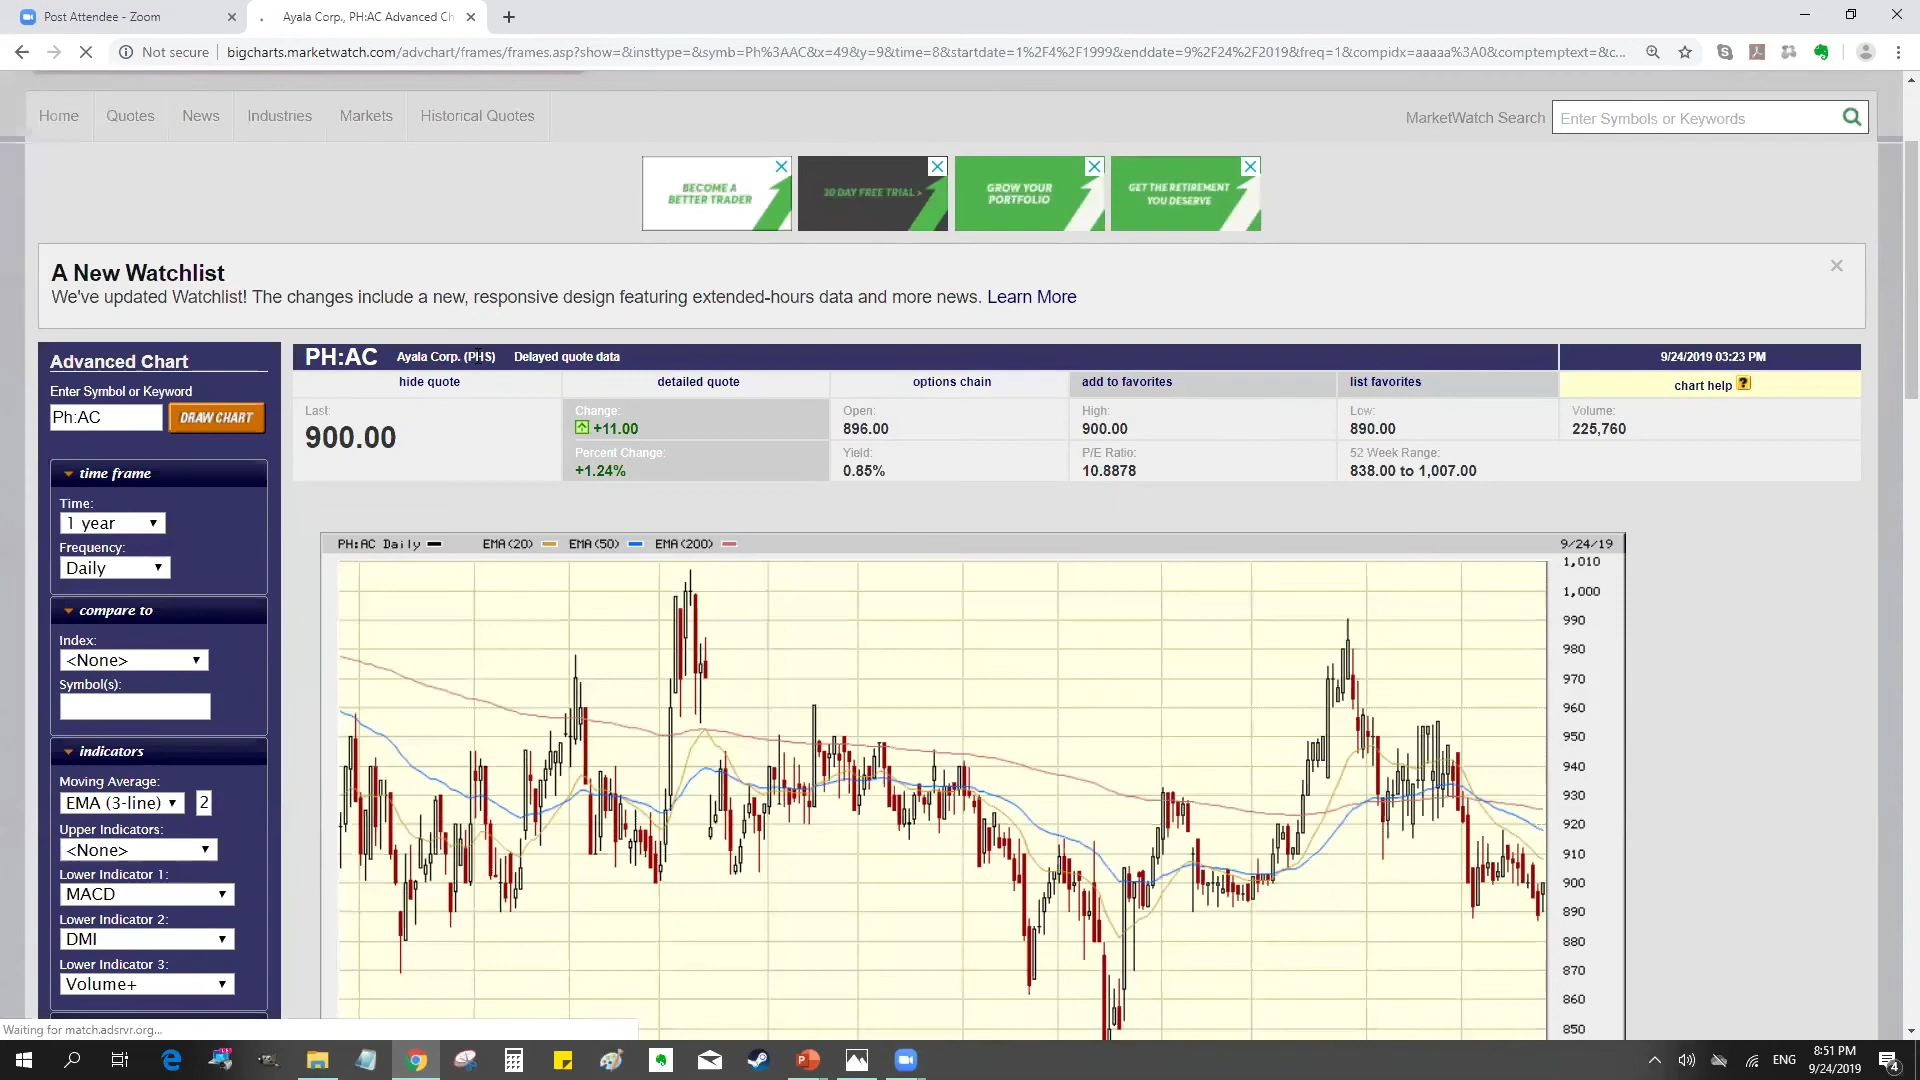 Post Attendee - Zoom
Ayala Corp., PH:AC Advanced Ch
Not secure
bigcharts.marketwatch.com/advchart/frames/frames.asp?show=&insttype=&symb=Ph%3AAC&x=49&y=9&time=8&startdate=1%2F4%2F1999&enddate=9%2F24%2F2019&freq=1&compidx=aaaaa%3A0&comptemptext=&c...
Home Quotes News Industries Markets Historical Quotes
MarketWatch Search Enter Symbols or Keywords
BECOME A BETTER TRADER
30 DAY FREE TRIAL >
GROW YOUR PORTFOLIO
GET THE RETIREMENT YOU DESERVE
A New Watchlist
We've updated Watchlist! The changes include a new, responsive design featuring extended-hours data and more news. Learn More
Advanced Chart
Enter Symbol or Keyword
Ph:AC DRAW CHART
time frame
Time:
1 year
Frequency:
Daily
compare to
Index:
<None>
Symbol(s):
indicators
Moving Average:
EMA (3-line) 2
Upper Indicators:
<None>
Lower Indicator 1:
MACD
Lower Indicator 2:
DMI
Lower Indicator 3:
Volume+
PH:AC Ayala Corp. (PHS) Delayed quote data 9/24/2019 03:23 PM
hide quote detailed quote options chain add to favorites list favorites chart help ?
Last:
900.00
Change:
+11.00
Percent Change:
+1.24%
Open:
896.00
Yield:
0.85%
High:
900.00
P/E Ratio:
10.8878
Low:
890.00
52 Week Range:
838.00 to 1,007.00
Volume:
225,760
PH:AC Daily EMA(20) EMA(50) EMA(200) 9/24/19
1,010
1,000
990
980
970
960
950
940
930
920
910
900
890
880
870
860
850
Waiting for match.adsrvr.org...
ENG
8:51 PM
9/24/2019
4